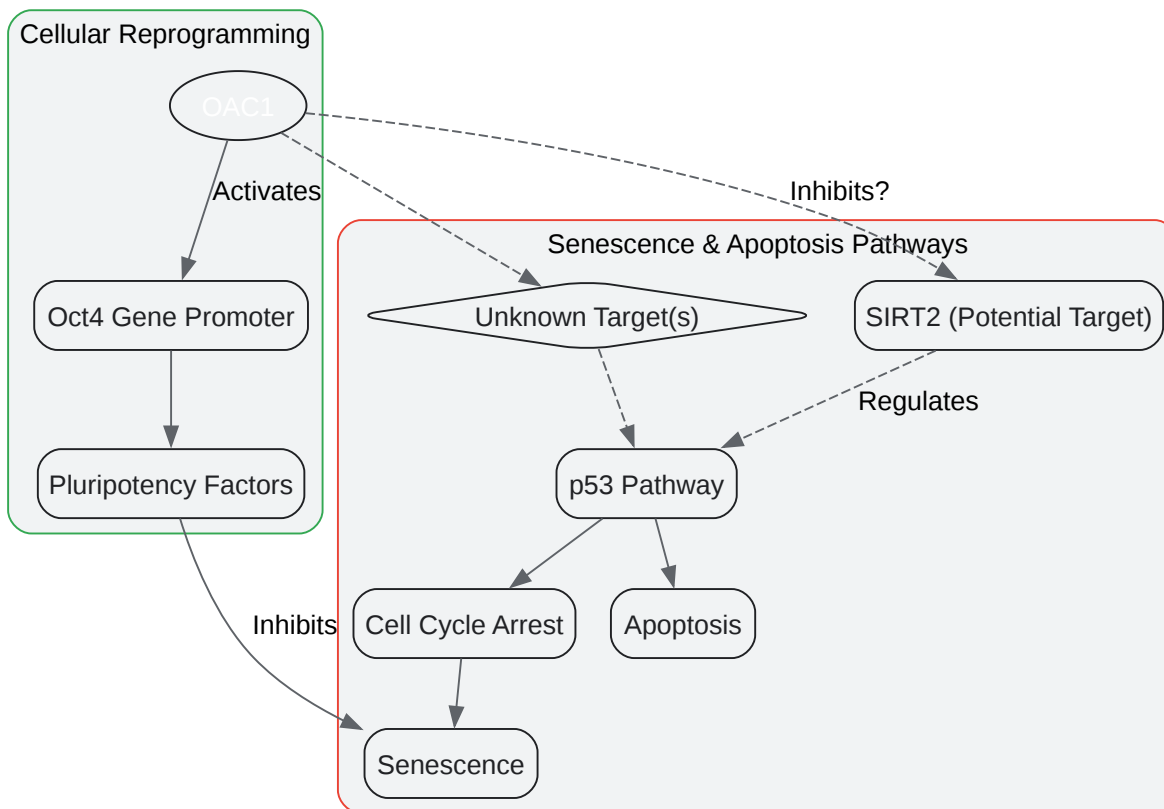 Cellular Reprogramming
OAC1
Activates
Inhibits?
Senescence & Apoptosis Pathways
Oct4 Gene Promoter
Unknown Target(s)
SIRT2 (Potential Target)
Regulates
Pluripotency Factors
p53 Pathway
Inhibits
Cell Cycle Arrest
Apoptosis
Senescence